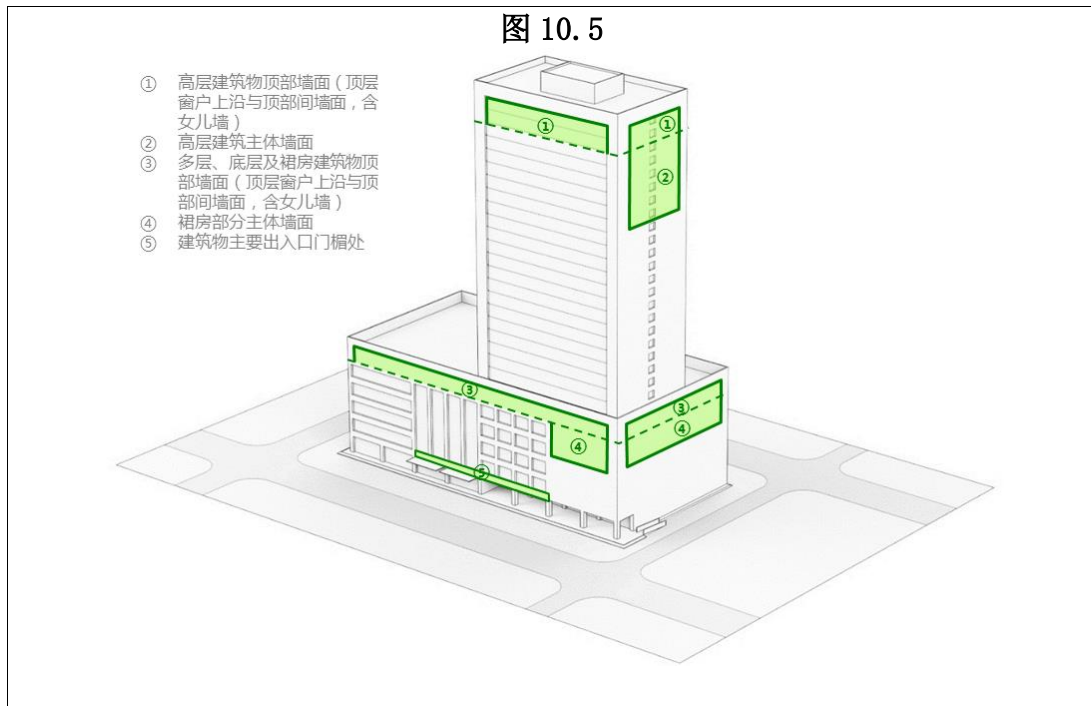 图 10.5
① 高层建筑物顶部墙面（顶层
窗户上沿与顶部间墙面，含
女儿墙）
② 高层建筑主体墙面
③ 多层、底层及裙房建筑物顶
部墙面（顶层窗户上沿与顶
部间墙面，含女儿墙）
④ 裙房部分主体墙面
⑤ 建筑物主要出入口门楣处
①
①
②
③
③
④
④
⑤